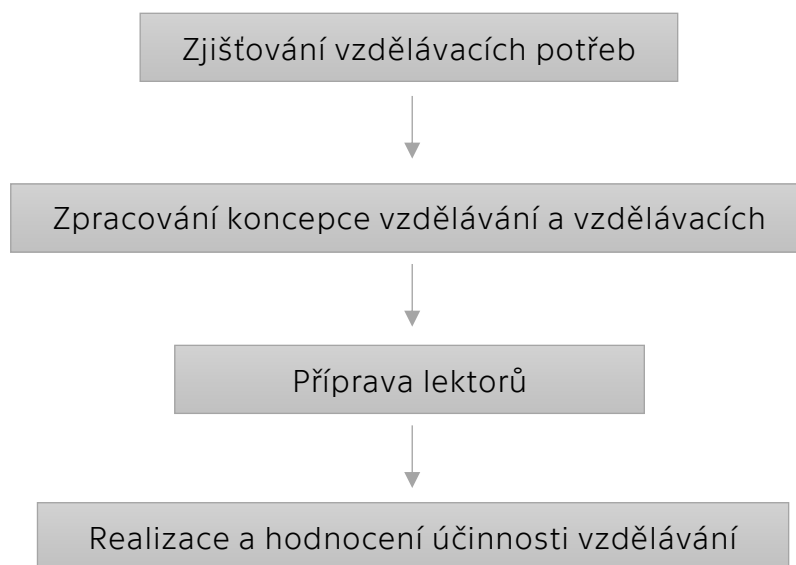 Zjišťování vzdělávacích potřeb
Zpracování koncepce vzdělávání a vzdělávacích
Příprava lektorů
Realizace a hodnocení účinnosti vzdělávání